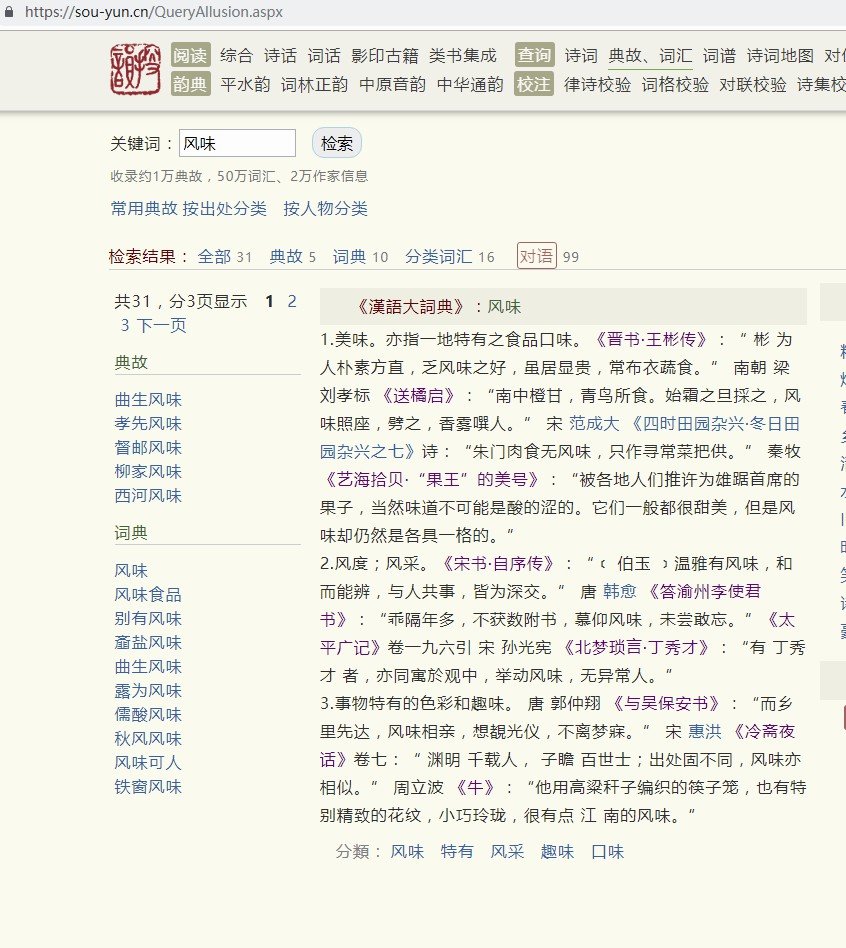 https://sou-yun.cn/QueryAllusion.aspx
阅读 综合 诗话 词话 影印古籍 类书集成 查询 诗词 典故、词汇 词谱 诗词地图
韵典 平水韵 词林正韵 中原音韵 中华通韵 校注 律诗校验 词格校验 对联校验 诗集校
关键词：风味 检索
收录约1万典故，50万词汇、2万作家信息
常用典故 按出处分类 按人物分类
检索结果： 全部 31 典故 5 词典 10 分类词汇 16 对语 99
共31，分3页显示 1 2
3 下一页
典故
曲生风味
孝先风味
督邮风味
柳家风味
西河风味
词典
风味
风味食品
别有风味
齑盐风味
曲生风味
露为风味
儒酸风味
秋风风味
风味可人
铁窗风味
《漢語大詞典》：风味
1.美味。亦指一地特有之食品口味。《晋书·王彬传》：“ 彬 为
人朴素方直，乏风味之好，虽居显贵，常布衣蔬食。” 南朝 梁
刘孝标 《送橘启》：“南中橙甘，青鸟所食。始霜之旦採之，风
味照座，劈之，香雾噀人。” 宋 范成大 《四时田园杂兴·冬日田
园杂兴之七》诗：“朱门肉食无风味，只作寻常菜把供。” 秦牧
《艺海拾贝·“果王”的美号》：“被各地人们推许为雄踞首席的
果子，当然味道不可能是酸的涩的。它们一般都很甜美，但是风
味却仍然是各具一格的。”
2.风度；风采。《宋书·自序传》：“﹝ 伯玉 ﹞温雅有风味，和
而能辨，与人共事，皆为深交。” 唐 韩愈 《答渝州李使君
书》：“乖隔年多，不获数附书，慕仰风味，未尝敢忘。”《太
平广记》卷一九六引 宋 孙光宪 《北梦琐言·丁秀才》：“有 丁秀
才 者，亦同寓於观中，举动风味，无异常人。”
3.事物特有的色彩和趣味。 唐 郭仲翔 《与吴保安书》：“而乡
里先达，风味相亲，想覩光仪，不离梦寐。” 宋 惠洪 《冷斋夜
话》卷七：“ 渊明 千载人， 子瞻 百世士；出处固不同，风味亦
相似。” 周立波 《牛》：“他用高粱秆子编织的筷子笼，也有特
别精致的花纹，小巧玲珑，很有点 江 南的风味。”
分類： 风味 特有 风采 趣味 口味